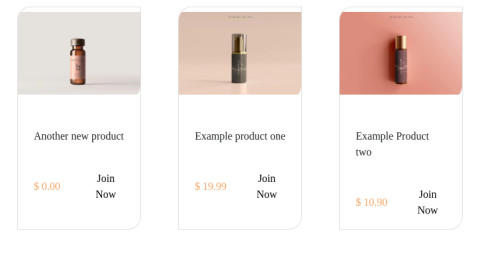 Another new product
$ 0.00
Join
Now
Example product one
$ 19.99
Join
Now
Example Product
two
$ 10.90
Join
Now